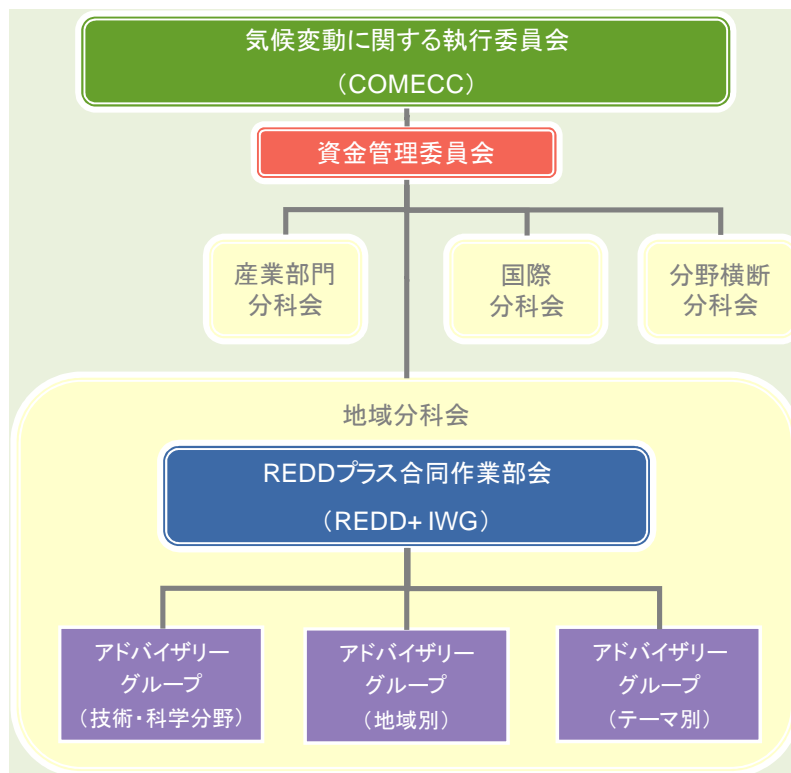 気候変動に関する執行委員会
（COMECC）
資金管理委員会
産業部門
分科会
国際
分科会
分野横断
分科会
地域分科会
REDDプラス合同作業部会
（REDD+ IWG）
アドバイザリー
グループ
（技術・科学分野）
アドバイザリー
グループ
（地域別）
アドバイザリー
グループ
（テーマ別）